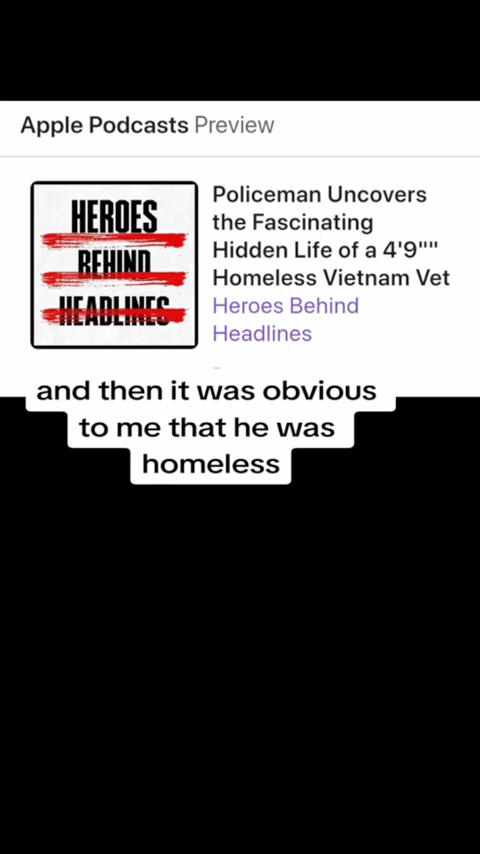 Apple Podcasts Preview
HEROES
BEHIND
HEADLINES
Policeman Uncovers
the Fascinating
Hidden Life of a 4'9""
Homeless Vietnam Vet
Heroes Behind
Headlines
and then it was obvious
to me that he was
homeless